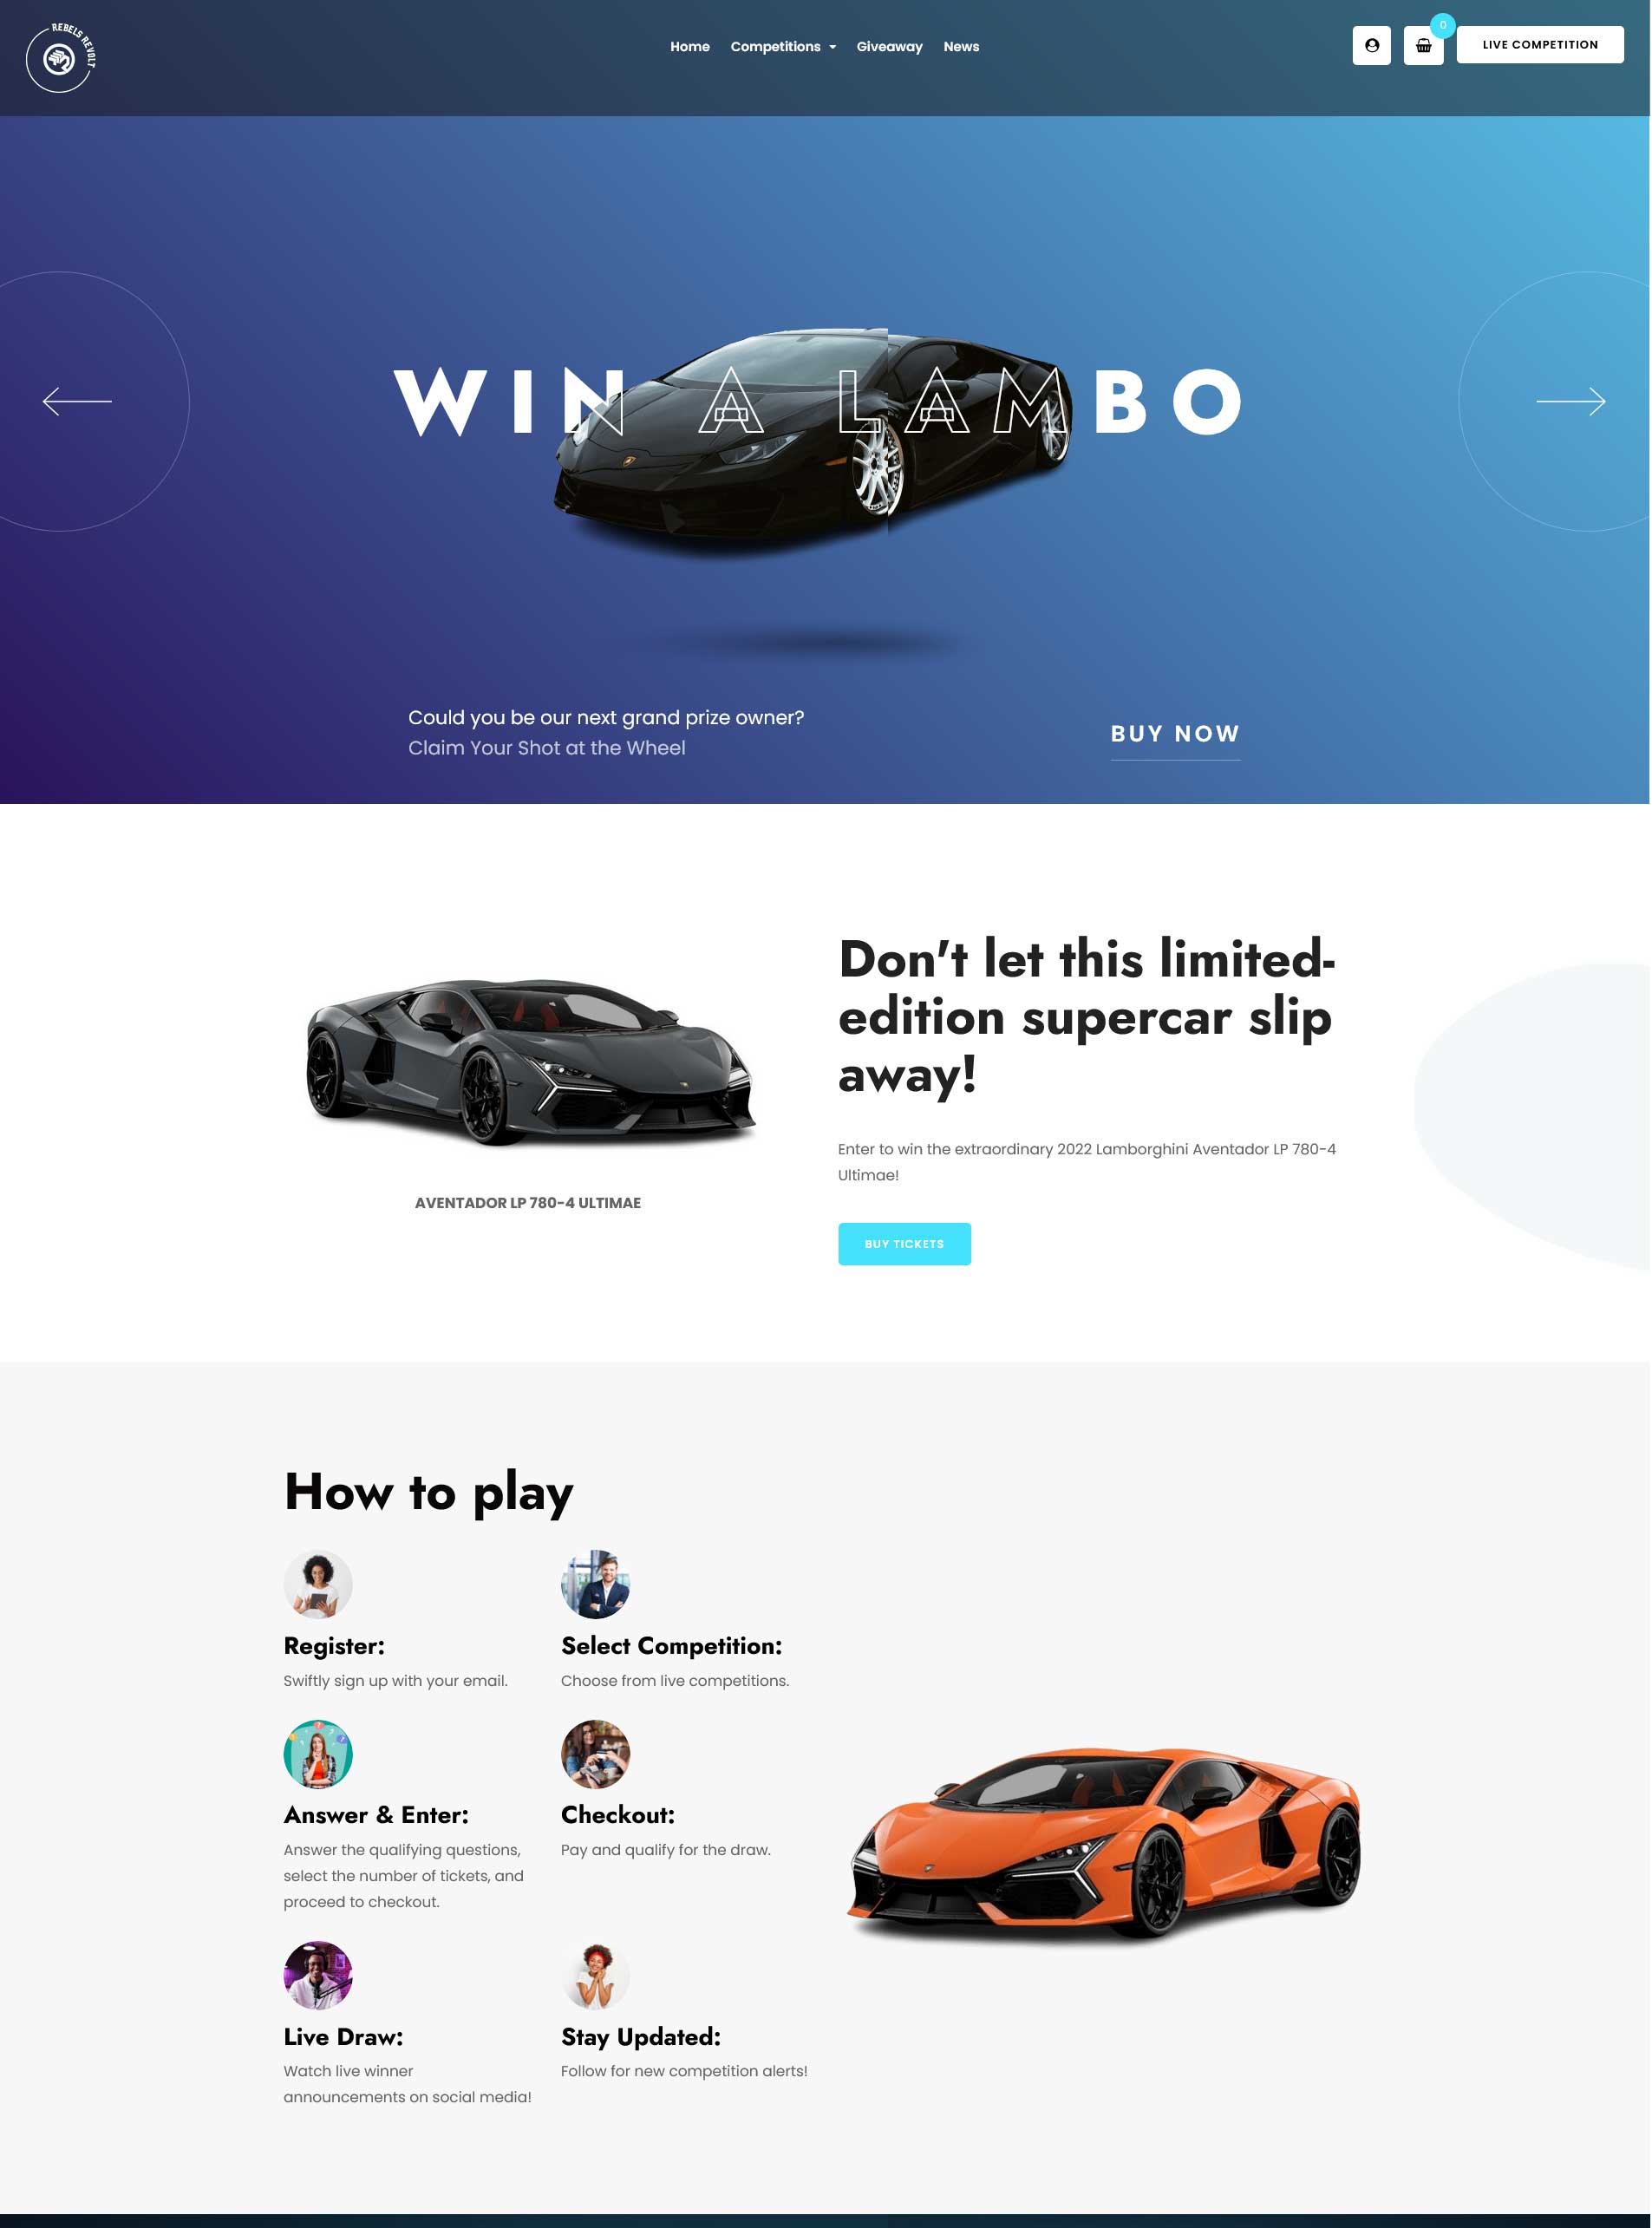 REBELS REVOLT
Home
Competitions
Giveaway
News
0
LIVE COMPETITION
WIN A LAMBO
Could you be our next grand prize owner?
Claim Your Shot at the Wheel
BUY NOW
Don't let this limited-
edition supercar slip
away!
Enter to win the extraordinary 2022 Lamborghini Aventador LP 780-4
Ultimae!
AVENTADOR LP 780-4 ULTIMAE
BUY TICKETS
How to play
Register:
Swiftly sign up with your email.
Select Competition:
Choose from live competitions.
Answer & Enter:
Answer the qualifying questions,
select the number of tickets, and
proceed to checkout.
Checkout:
Pay and qualify for the draw.
Live Draw:
Watch live winner
announcements on social media!
Stay Updated:
Follow for new competition alerts!